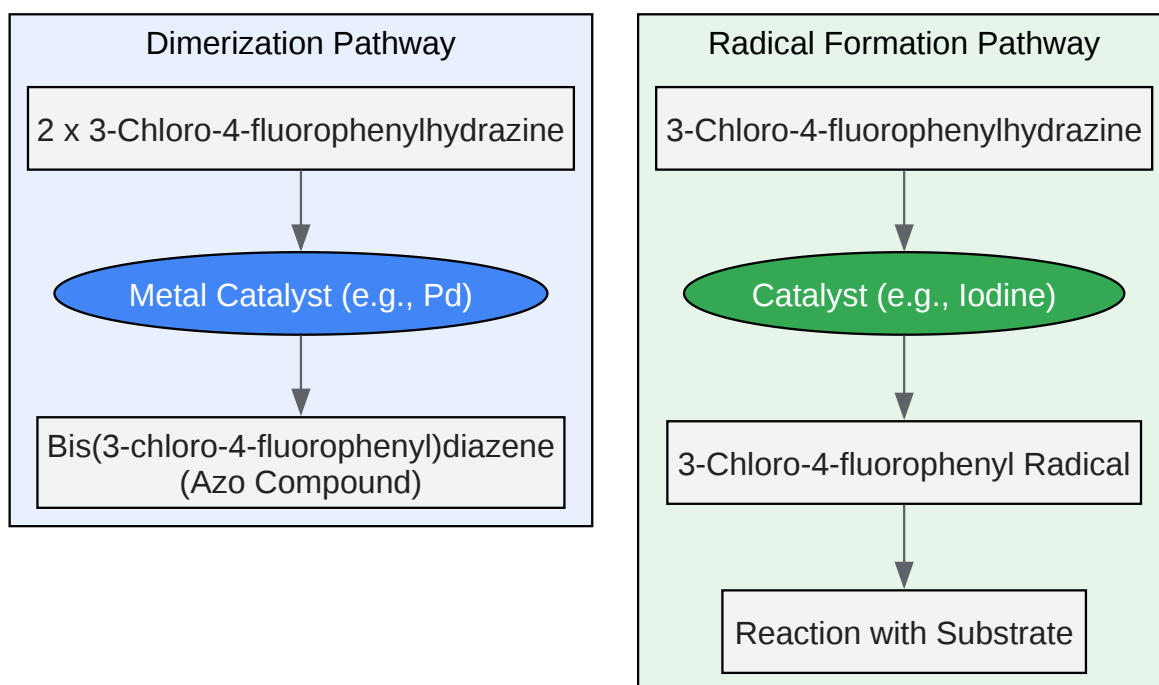 Dimerization Pathway
2 x 3-Chloro-4-fluorophenylhydrazine
Metal Catalyst (e.g., Pd)
Bis(3-chloro-4-fluorophenyl)diazene
(Azo Compound)
Radical Formation Pathway
3-Chloro-4-fluorophenylhydrazine
Catalyst (e.g., Iodine)
3-Chloro-4-fluorophenyl Radical
Reaction with Substrate